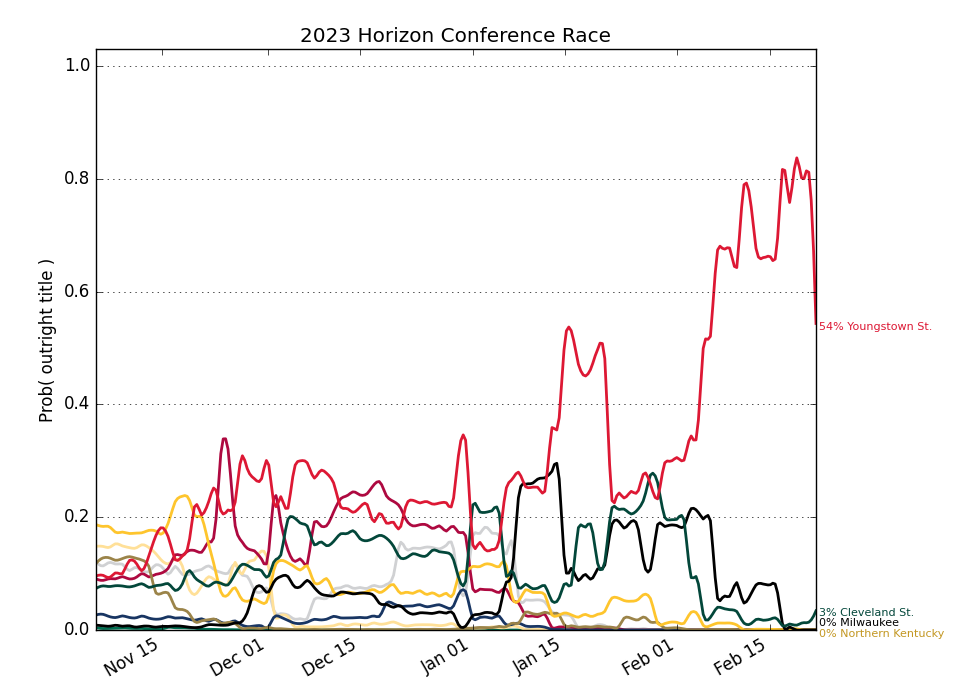 2023 Horizon Conference Race
Prob( outright title )
1.0
0.8
0.6
0.4
0.2
0.0
54% Youngstown St.
3% Cleveland St.
0% Milwaukee
0% Northern Kentucky
Nov 15
Dec 01
Dec 15
Jan 01
Jan 15
Feb 01
Feb 15